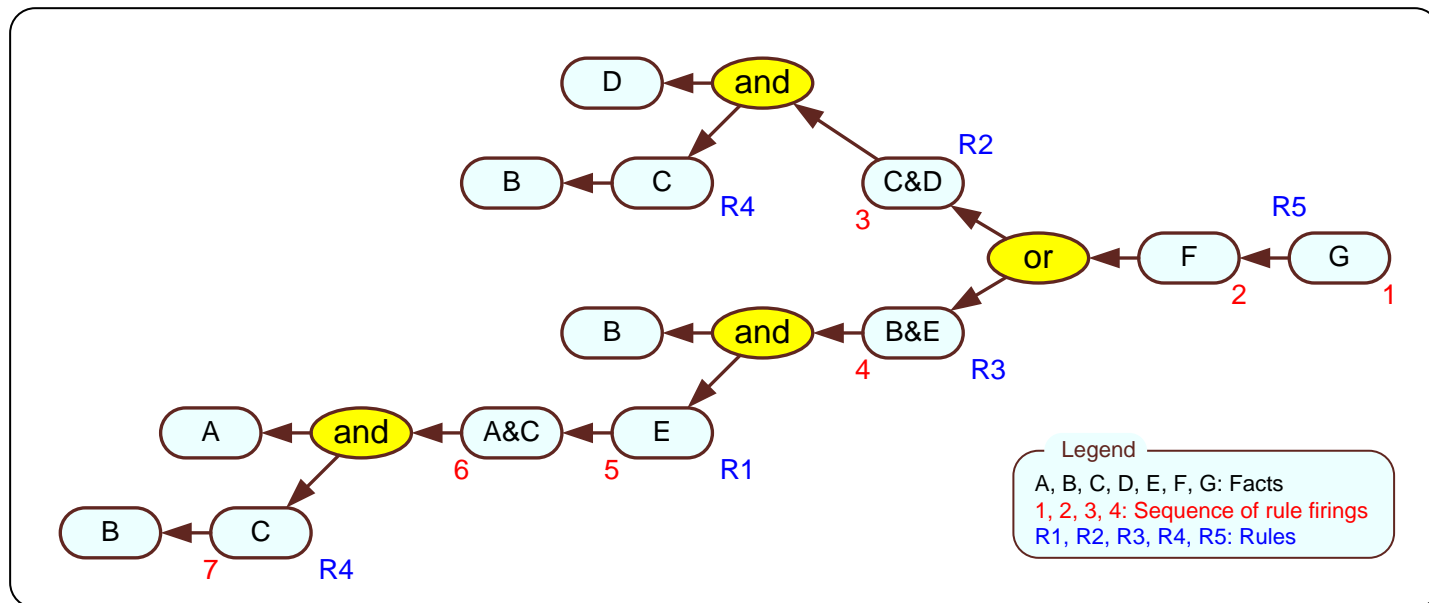 D
and
R2
B
C
C&D
R4
3
R5
or
F
G
2
1
B
and
B&E
4
R3
A
and
A&C
E
6
5
R1
B
C
7
R4
Legend
A, B, C, D, E, F, G: Facts
1, 2, 3, 4: Sequence of rule firings
R1, R2, R3, R4, R5: Rules